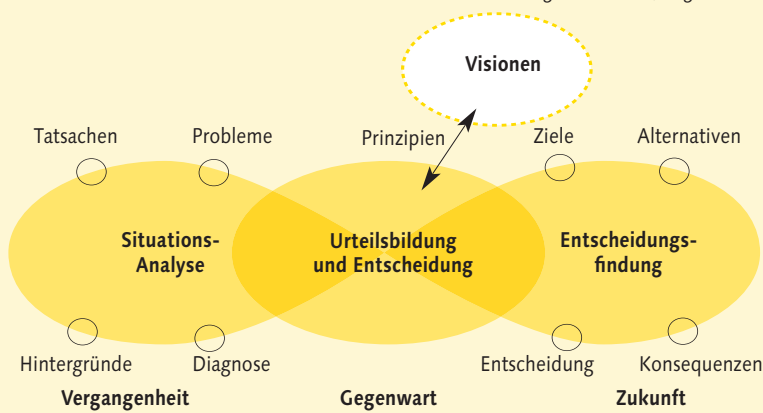 Visionen
Tatsachen
Probleme
Prinzipien
Ziele
Alternativen
Situations-
Analyse
Urteilsbildung
und Entscheidung
Entscheidungs-
findung
Hintergründe
Diagnose
Entscheidung
Konsequenzen
Vergangenheit
Gegenwart
Zukunft